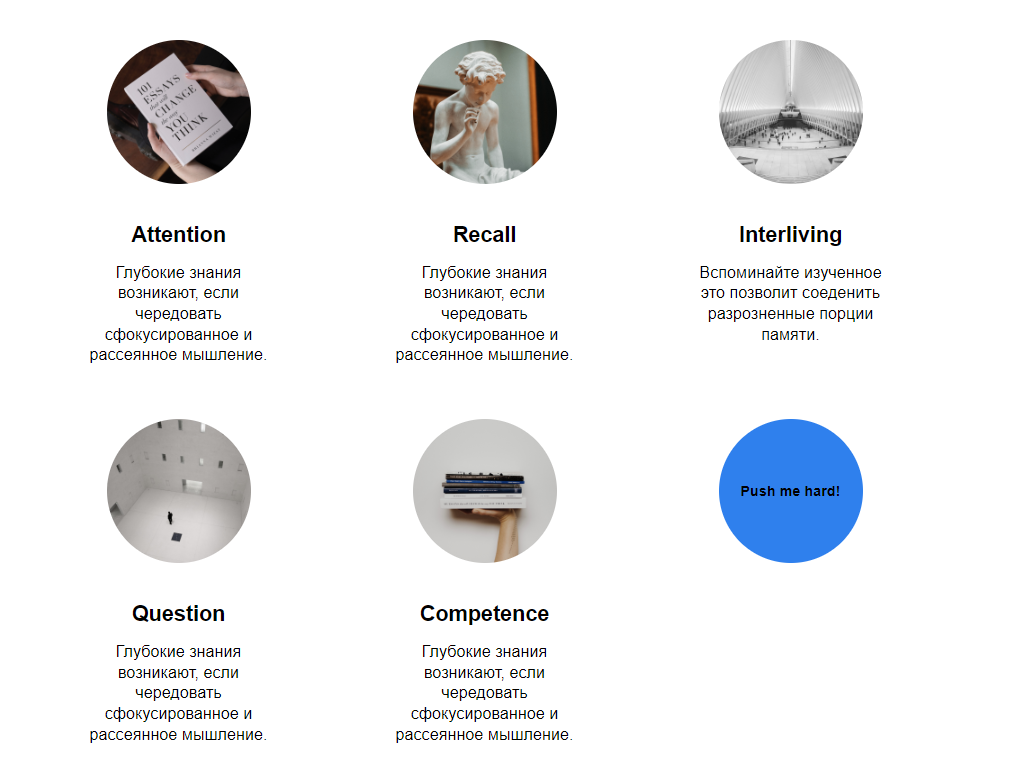 101
ESSAYS
that will
CHANGE
the way
YOU
THINK
Attention
Глубокие знания
возникают, если
чередовать
сфокусированное и
рассеянное мышление.
Recall
Глубокие знания
возникают, если
чередовать
сфокусированное и
рассеянное мышление.
Interliving
Вспоминайте изученное
это позволит соеденить
разрозненные порции
памяти.
Question
Глубокие знания
возникают, если
чередовать
сфокусированное и
рассеянное мышление.
Competence
Глубокие знания
возникают, если
чередовать
сфокусированное и
рассеянное мышление.
Push me hard!